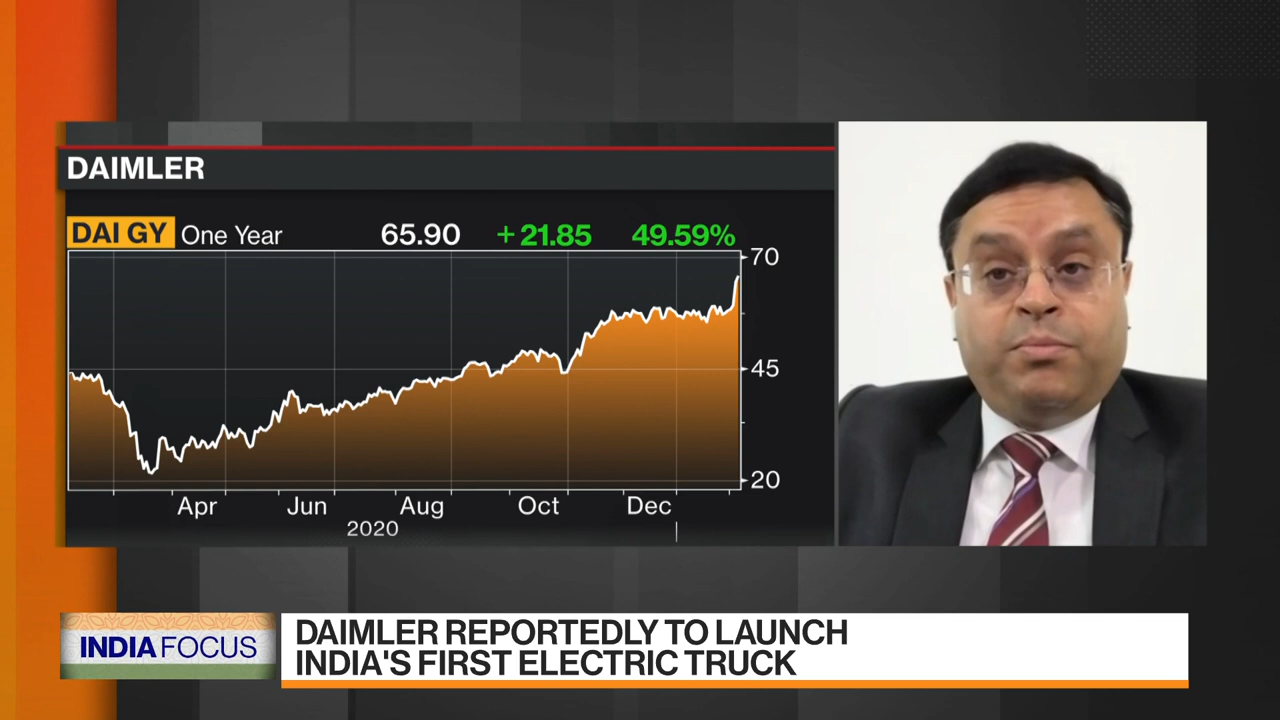 DAIMLER
DAI GY One Year 65.90 +21.85 49.59%
70
45
20
Apr Jun Aug Oct Dec
2020
INDIA FOCUS
DAIMLER REPORTEDLY TO LAUNCH
INDIA'S FIRST ELECTRIC TRUCK